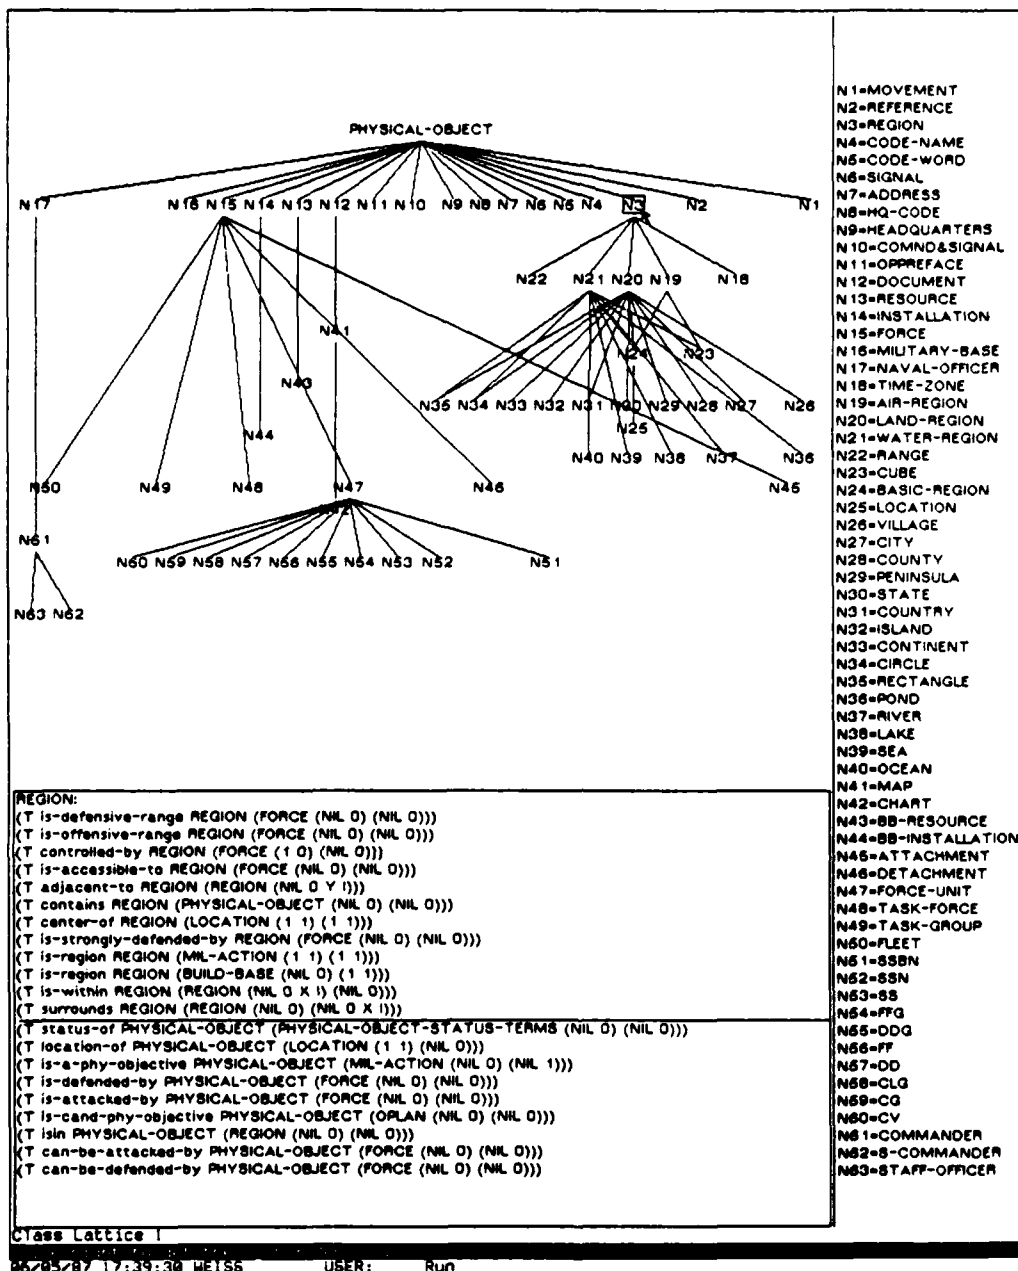 PHYSICAL-OBJECT
N17 N16 N15 N14 N13 N12 N11 N10 N9 N8 N7 N6 N5 N4 N3 N2 N1
N22 N21 N20 N19 N18
N41
N24 N23
N43
N35 N34 N33 N32 N31 N30 N29 N28 N27 N26
N44 N25
N40 N39 N38 N37 N36
N50 N49 N48 N47 N46 N45
N61
N60 N59 N58 N57 N56 N55 N54 N53 N52 N51
N63 N62
N1=MOVEMENT
N2=REFERENCE
N3=REGION
N4=CODE-NAME
N5=CODE-WORD
N6=SIGNAL
N7=ADDRESS
N8=HQ-CODE
N9=HEADQUARTERS
N10=COMND&SIGNAL
N11=OPPREFACE
N12=DOCUMENT
N13=RESOURCE
N14=INSTALLATION
N15=FORCE
N16=MILITARY-BASE
N17=NAVAL-OFFICER
N18=TIME-ZONE
N19=AIR-REGION
N20=LAND-REGION
N21=WATER-REGION
N22=RANGE
N23=CUBE
N24=BASIC-REGION
N25=LOCATION
N26=VILLAGE
N27=CITY
N28=COUNTY
N29=PENINSULA
N30=STATE
N31=COUNTRY
N32=ISLAND
N33=CONTINENT
N34=CIRCLE
N35=RECTANGLE
N36=POND
N37=RIVER
N38=LAKE
N39=SEA
N40=OCEAN
N41=MAP
N42=CHART
N43=BB-RESOURCE
N44=BB-INSTALLATION
N45=ATTACHMENT
N46=DETACHMENT
N47=FORCE-UNIT
N48=TASK-FORCE
N49=TASK-GROUP
N50=FLEET
N51=SSBN
N52=SSN
N53=SS
N54=FFG
N55=DDG
N56=FF
N57=DD
N58=CLG
N59=CG
N60=CV
N61=COMMANDER
N62=S-COMMANDER
N63=STAFF-OFFICER
REGION:
(T is-defensive-range REGION (FORCE (NIL 0) (NIL 0)))
(T is-offensive-range REGION (FORCE (NIL 0) (NIL 0)))
(T controlled-by REGION (FORCE (1 0) (NIL 0)))
(T is-accessible-to REGION (FORCE (NIL 0) (NIL 0)))
(T adjacent-to REGION (REGION (NIL 0 Y I)))
(T contains REGION (PHYSICAL-OBJECT (NIL 0) (NIL 0)))
(T center-of REGION (LOCATION (1 1) (1 1)))
(T is-strongly-defended-by REGION (FORCE (NIL 0) (NIL 0)))
(T is-region REGION (MIL-ACTION (1 1) (1 1)))
(T is-region REGION (BUILD-BASE (NIL 0) (1 1)))
(T is-within REGION (REGION (NIL 0 X I) (NIL 0)))
(T surrounds REGION (REGION (NIL 0) (NIL 0 X I)))
(T status-of PHYSICAL-OBJECT (PHYSICAL-OBJECT-STATUS-TERMS (NIL 0) (NIL 0)))
(T location-of PHYSICAL-OBJECT (LOCATION (1 1) (NIL 0)))
(T is-a-phy-objective PHYSICAL-OBJECT (MIL-ACTION (NIL 0) (NIL 1)))
(T is-defended-by PHYSICAL-OBJECT (FORCE (NIL 0) (NIL 0)))
(T is-attacked-by PHYSICAL-OBJECT (FORCE (NIL 0) (NIL 0)))
(T is-cand-phy-objective PHYSICAL-OBJECT (OPLAN (NIL 0) (NIL 0)))
(T isin PHYSICAL-OBJECT (REGION (NIL 0) (NIL 0)))
(T can-be-attacked-by PHYSICAL-OBJECT (FORCE (NIL 0) (NIL 0)))
(T can-be-defended-by PHYSICAL-OBJECT (FORCE (NIL 0) (NIL 0)))
Class Lattice I
06/05/87 17:39:30 WEISS USER: Run